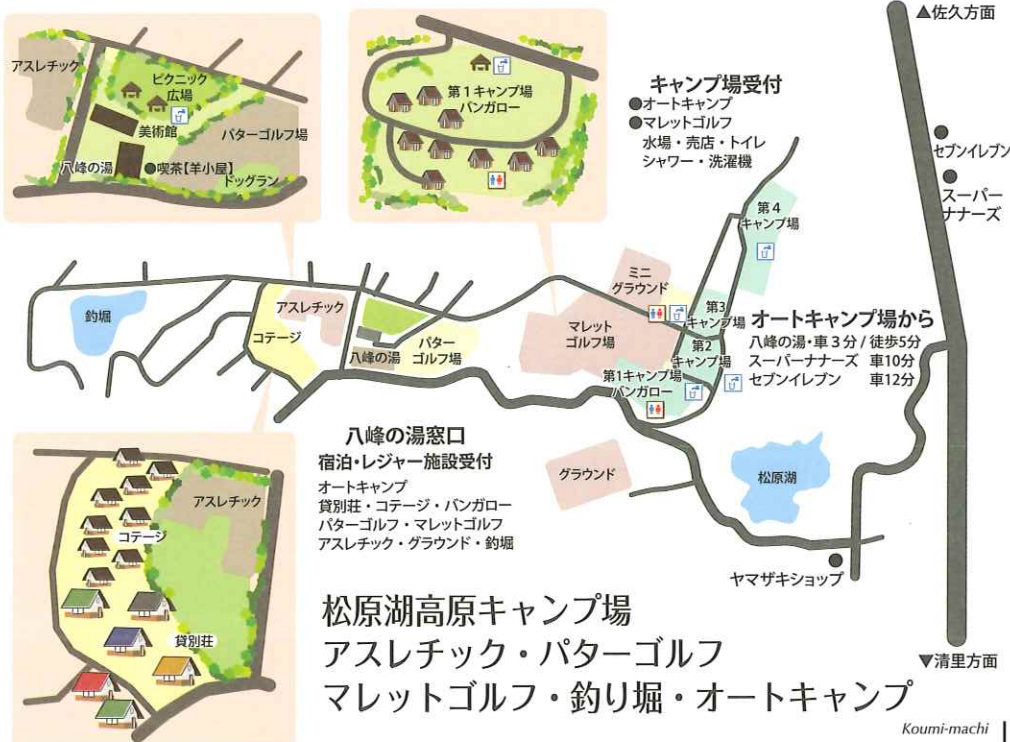 ▲佐久方面
アスレチック
ピクニック
広場
美術館
パターゴルフ場
八峰の湯
●喫茶【羊小屋】
ドッグラン
第1キャンプ場
バンガロー
キャンプ場受付
●オートキャンプ
●マレットゴルフ
水場・売店・トイレ
シャワー・洗濯機
セブンイレブン
スーパー
ナナーズ
第4
キャンプ場
ミニ
グラウンド
釣堀
アスレチック
コテージ
八峰の湯
パター
ゴルフ場
マレット
ゴルフ場
第3
キャンプ場
第2
キャンプ場
第1キャンプ場
バンガロー
オートキャンプ場から
八峰の湯・車3分/徒歩5分
スーパーナナーズ 車10分
セブンイレブン 車12分
八峰の湯窓口
宿泊・レジャー施設受付
オートキャンプ
貸別荘・コテージ・バンガロー
パターゴルフ・マレットゴルフ
アスレチック・グラウンド・釣堀
グラウンド
松原湖
ヤマザキショップ
アスレチック
コテージ
貸別荘
松原湖高原キャンプ場
アスレチック・パターゴルフ
マレットゴルフ・釣り堀・オートキャンプ
▼清里方面
Koumi-machi